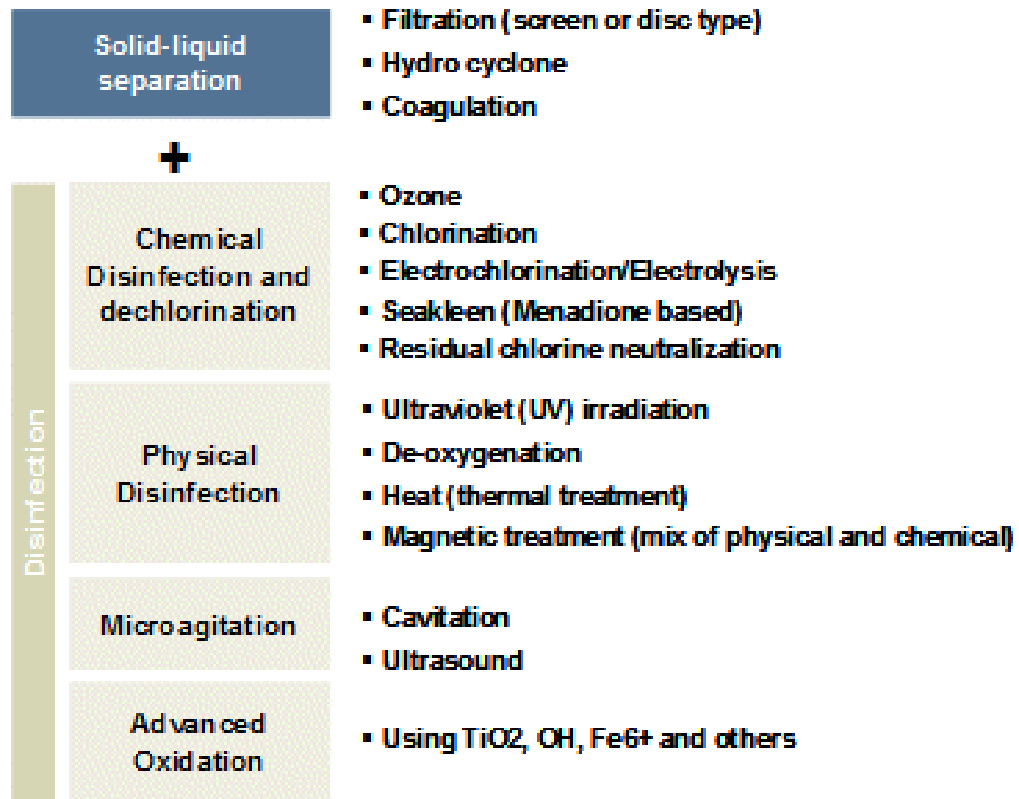 Solid-liquid
separation
▪ Filtration (screen or disc type)
▪ Hydro cyclone
▪ Coagulation
+
Disinfection
Chemical
Disinfection and
dechlorination
▪ Ozone
▪ Chlorination
▪ Electrochlorination/Electrolysis
▪ Seakleen (Menadione based)
▪ Residual chlorine neutralization
Physical
Disinfection
▪ Ultraviolet (UV) irradiation
▪ De-oxygenation
▪ Heat (thermal treatment)
▪ Magnetic treatment (mix of physical and chemical)
Microagitation
▪ Cavitation
▪ Ultrasound
Advanced
Oxidation
▪ Using TiO2, OH, Fe6+ and others